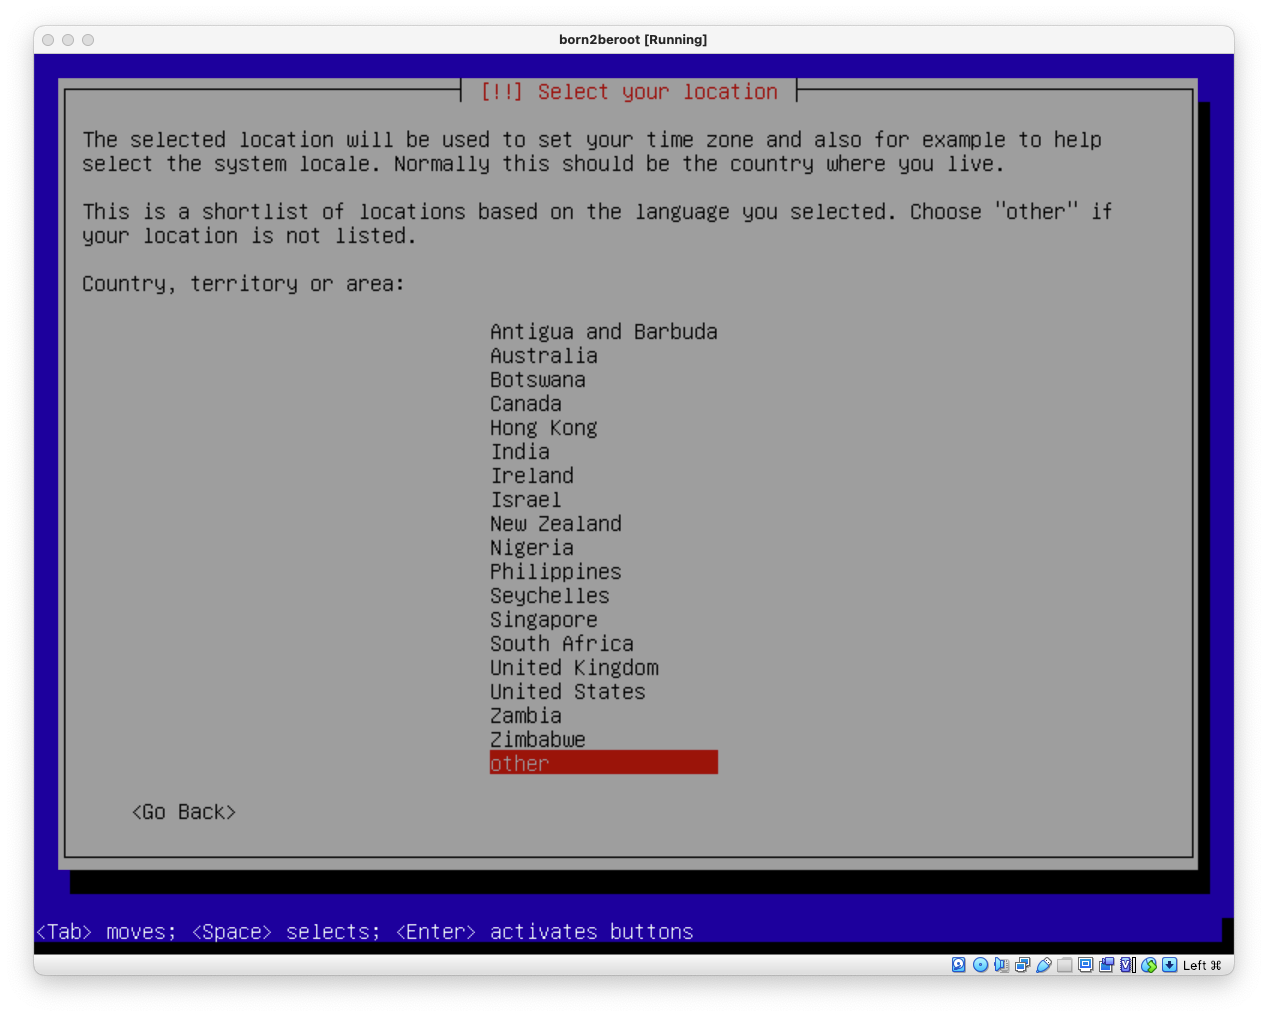 born2beroot [Running]
[!!] Select your location
The selected location will be used to set your time zone and also for example to help
select the system locale. Normally this should be the country where you live.
This is a shortlist of locations based on the language you selected. Choose "other" if
your location is not listed.
Country, territory or area:
Antigua and Barbuda
Australia
Botswana
Canada
Hong Kong
India
Ireland
Israel
New Zealand
Nigeria
Philippines
Seychelles
Singapore
South Africa
United Kingdom
United States
Zambia
Zimbabwe
other
<Go Back>
<Tab> moves; <Space> selects; <Enter> activates buttons
Left ⌘